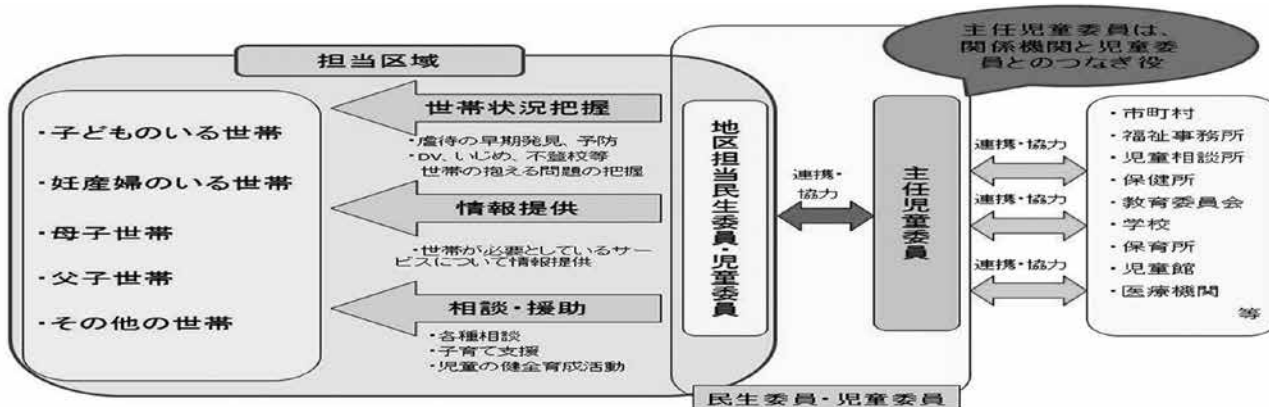 担当区域
・子どものいる世帯
・妊産婦のいる世帯
・母子世帯
・父子世帯
・その他の世帯
世帯状況把握
・虐待の早期発見、予防
・DV、いじめ、不登校等
世帯の抱える問題の把握
情報提供
・世帯が必要としているサー
ビスについて情報提供
相談・援助
・各種相談
・子育て支援
・児童の健全育成活動
地区担当民生委員・児童委員
連携・
協力
主任児童委員
主任児童委員は、
関係機関と児童委
員とのつなぎ役
連携・協力
連携・協力
連携・協力
・市町村
・福祉事務所
・児童相談所
・保健所
・教育委員会
・学校
・保育所
・児童館
・医療機関
等
民生委員・児童委員